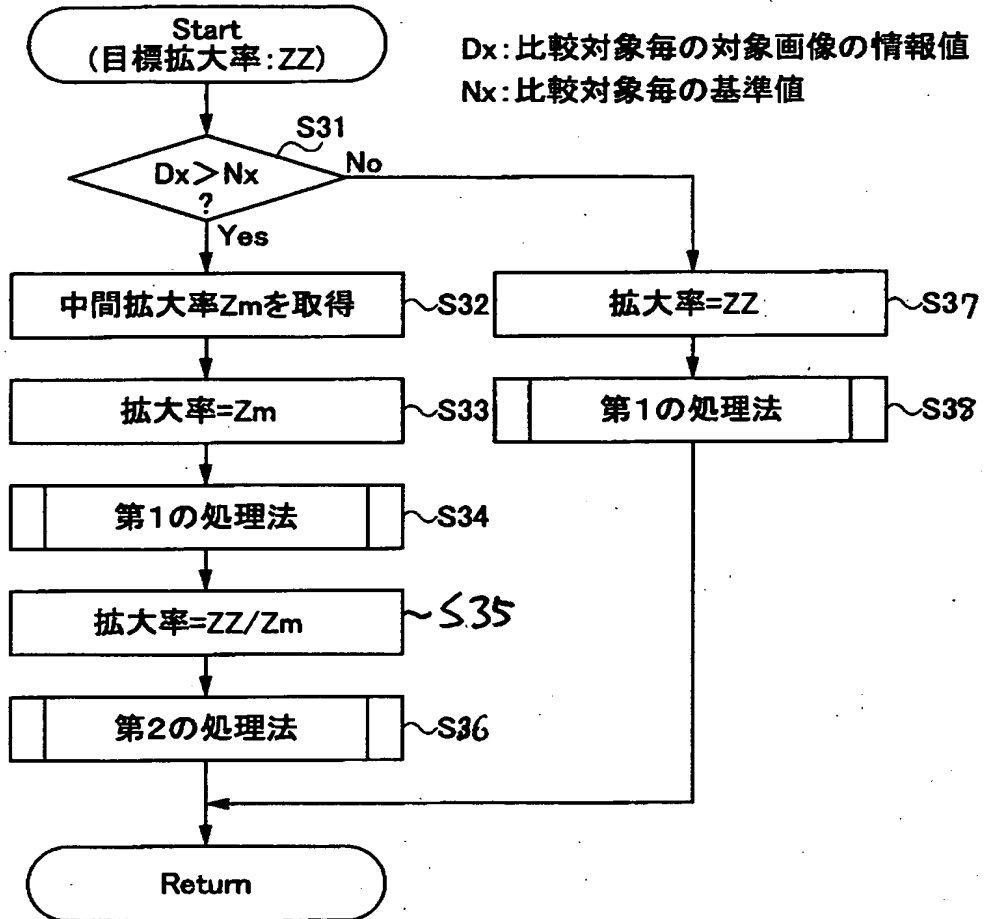 Start
(目標拡大率:ZZ)
Dx:比較対象毎の対象画像の情報値
Nx:比較対象毎の基準値
S31
Dx>Nx
?
No
Yes
中間拡大率Zmを取得
S32
拡大率=ZZ
S37
拡大率=Zm
S33
第1の処理法
S38
第1の処理法
S34
拡大率=ZZ/Zm
S35
第2の処理法
S36
Return